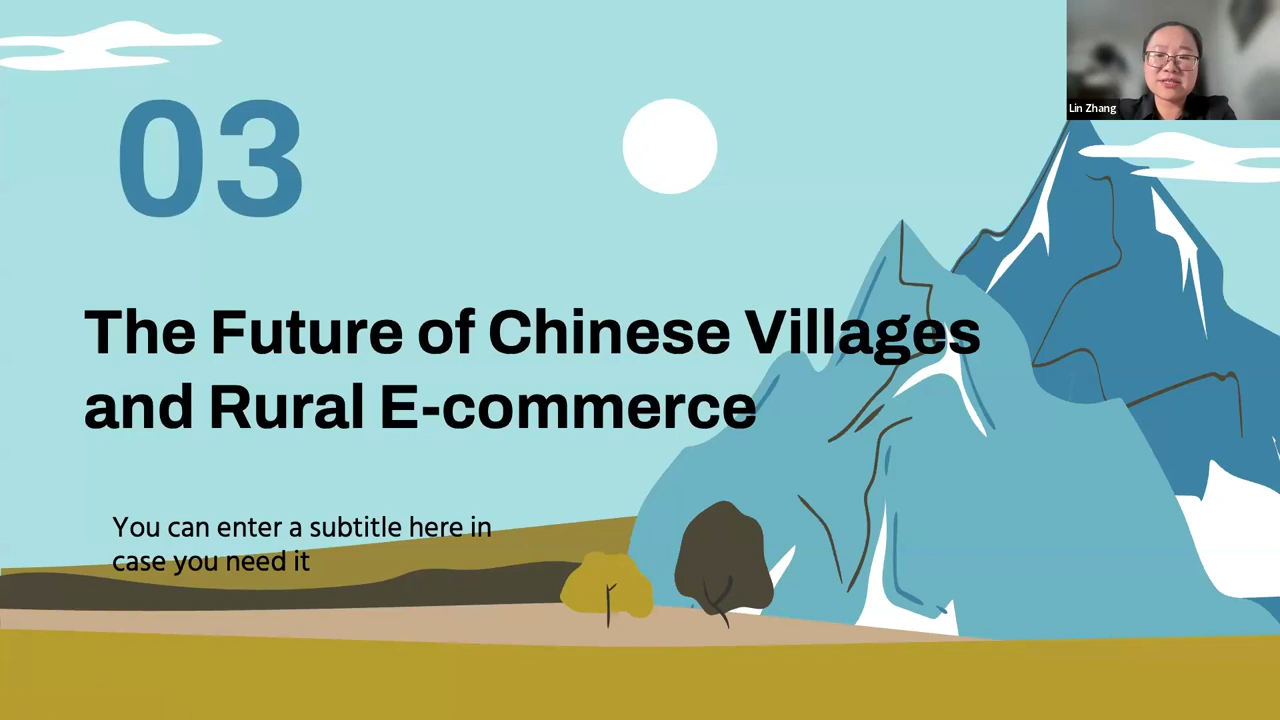 Lin Zhang
03
The Future of Chinese Villages
and Rural E-commerce
You can enter a subtitle here in
case you need it